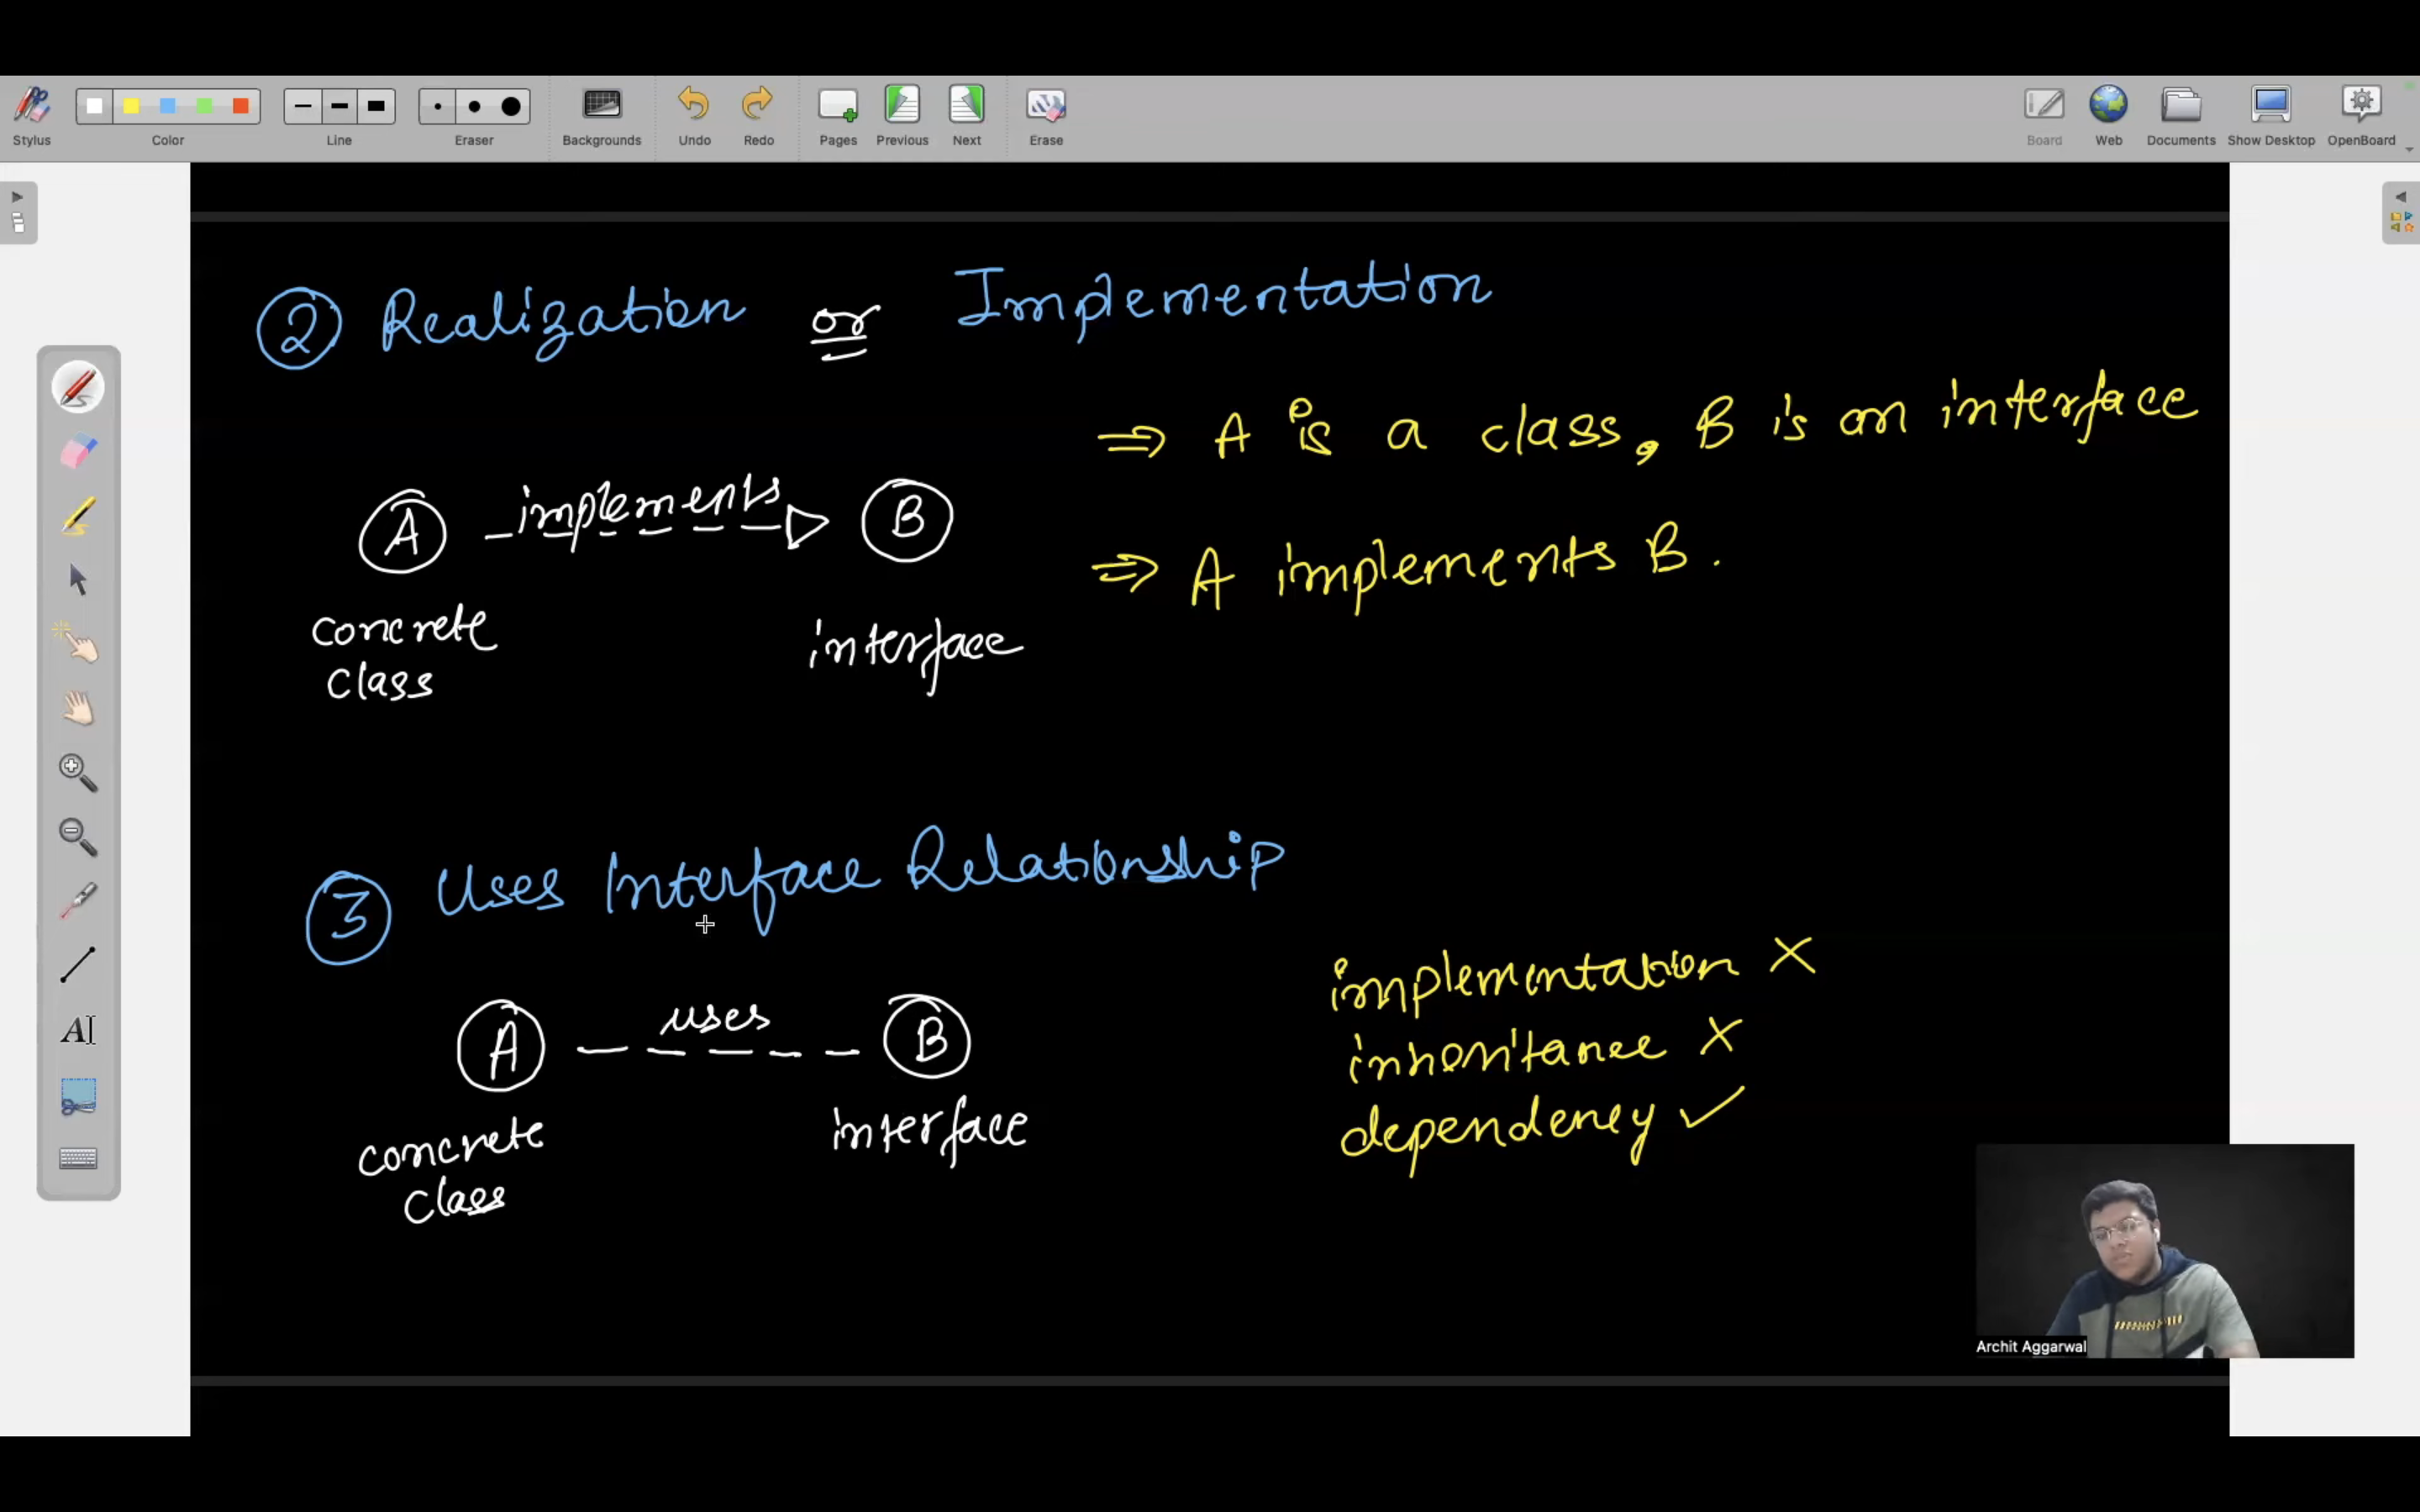 Stylus
Color
Line
Eraser
Backgrounds
Undo
Redo
Pages
Previous
Next
Erase
Board
Web
Documents
Show Desktop
OpenBoard
2 Realization or Implementation
A implements B
concrete class
interface
⇒ A is a class, B is an interface
⇒ A implements B.
3 Uses Interface Relationship
A uses B
concrete class
interface
implementation X
inheritance X
dependency ✓
AI
Archit Aggarwal